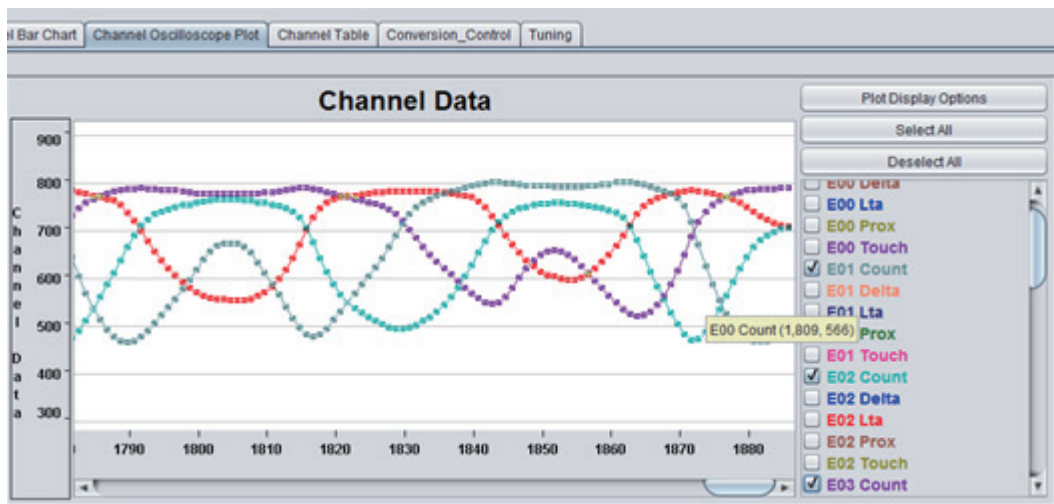 el Bar Chart Channel Oscilloscope Plot Channel Table Conversion_Control Tuning
Channel Data
Channel Data
900
800
700
600
500
400
300
1790 1800 1810 1820 1830 1840 1850 1860 1870 1880
E00 Count (1,809, 566)
Plot Display Options
Select All
Deselect All
E00 Delta
E00 Lta
E00 Prox
E00 Touch
E01 Count
E01 Delta
E01 Lta
Prox
E01 Touch
E02 Count
E02 Delta
E02 Lta
E02 Prox
E02 Touch
E03 Count